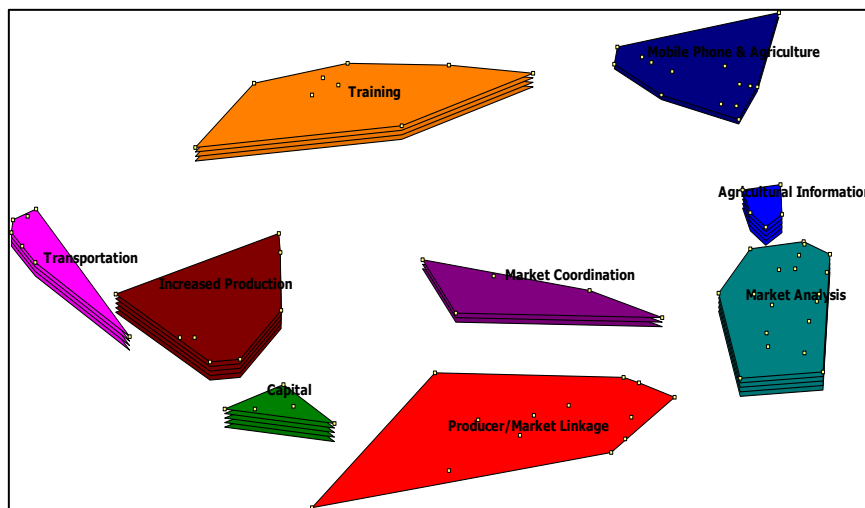 Mobile Phone & Agriculture
Training
Agricultural Information
Transportation
Increased Production
Market Coordination
Market Analysis
Capital
Producer/Market Linkage